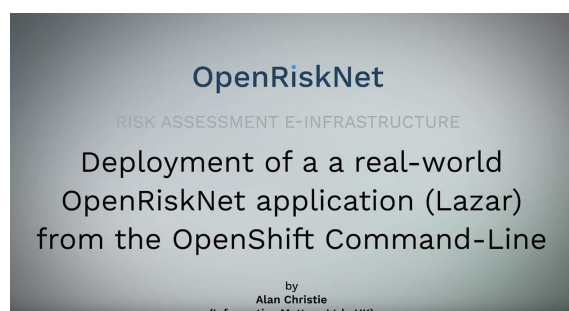 OpenRiskNet
RISK ASSESSMENT E-INFRASTRUCTURE
Deployment of a a real-world
OpenRiskNet application (Lazar)
from the OpenShift Command-Line
by
Alan Christie